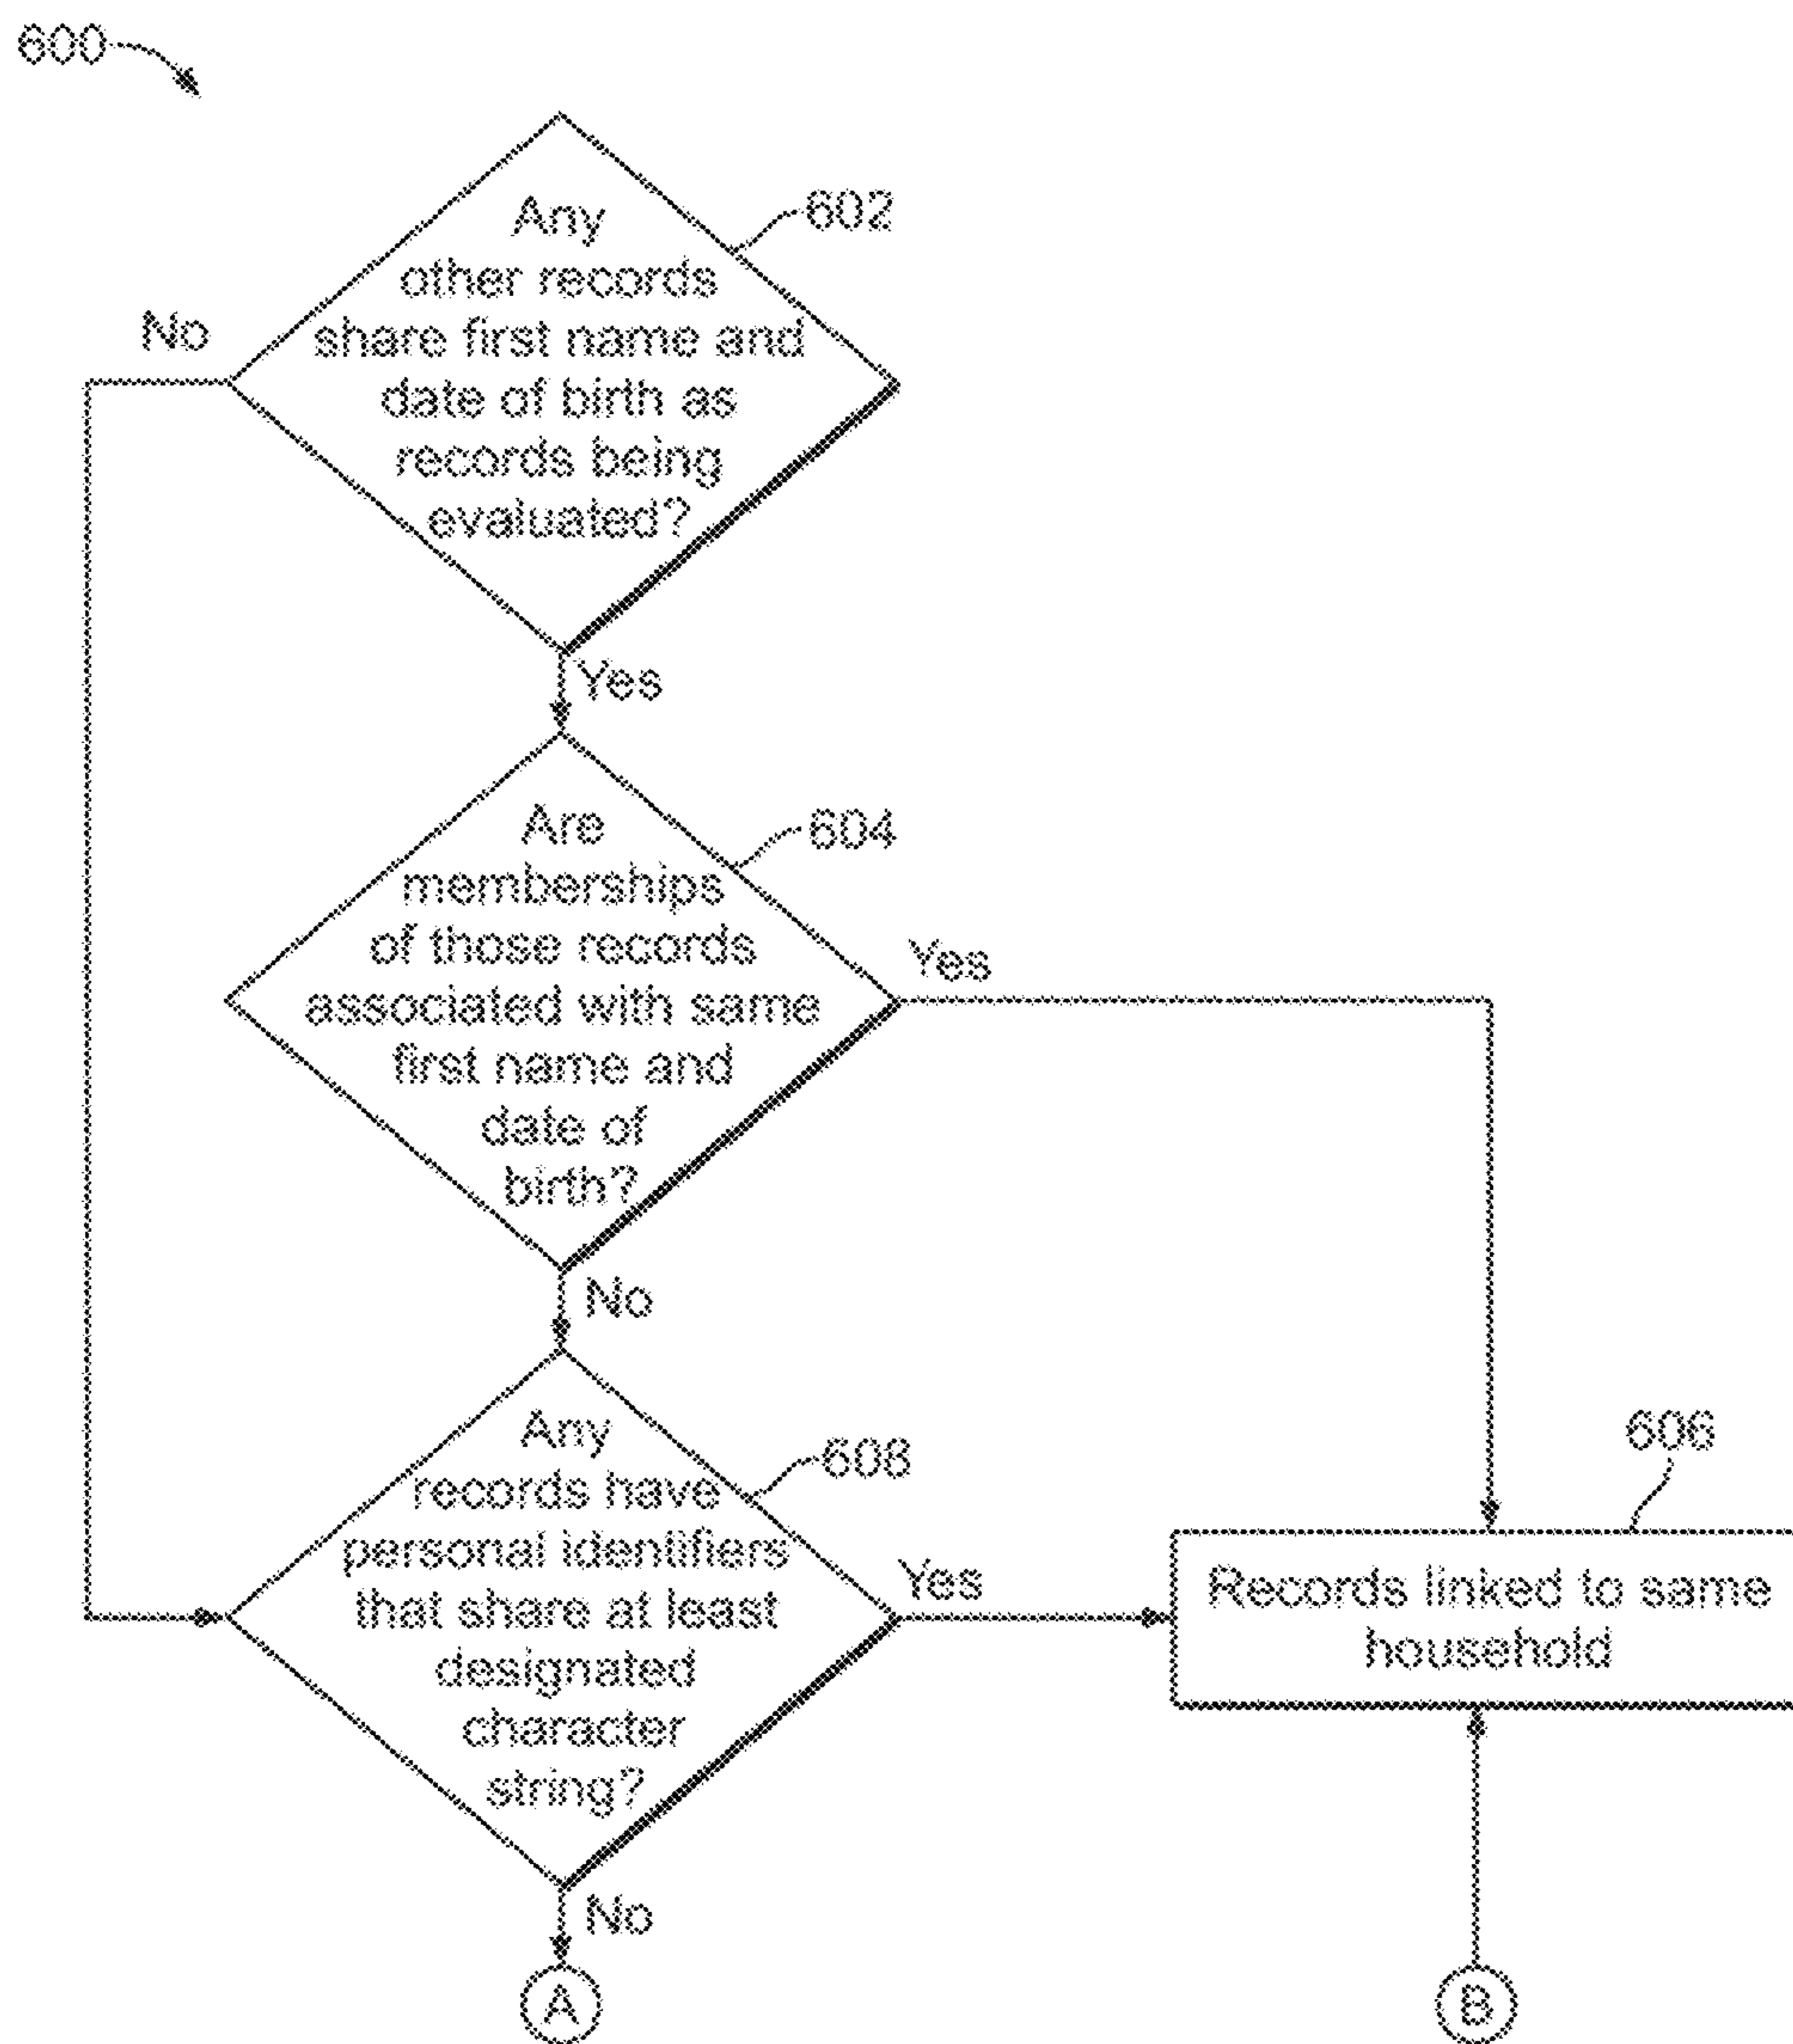 600
Any
other records
share first name and
date of birth as
records being
evaluated?
602
No
Yes
Are
memberships
of those records
associated with same
first name and
date of
birth?
604
Yes
No
Any
records have
personal identifiers
that share at least
designated
character
string?
608
Yes
606
Records linked to same
household
No
A
B